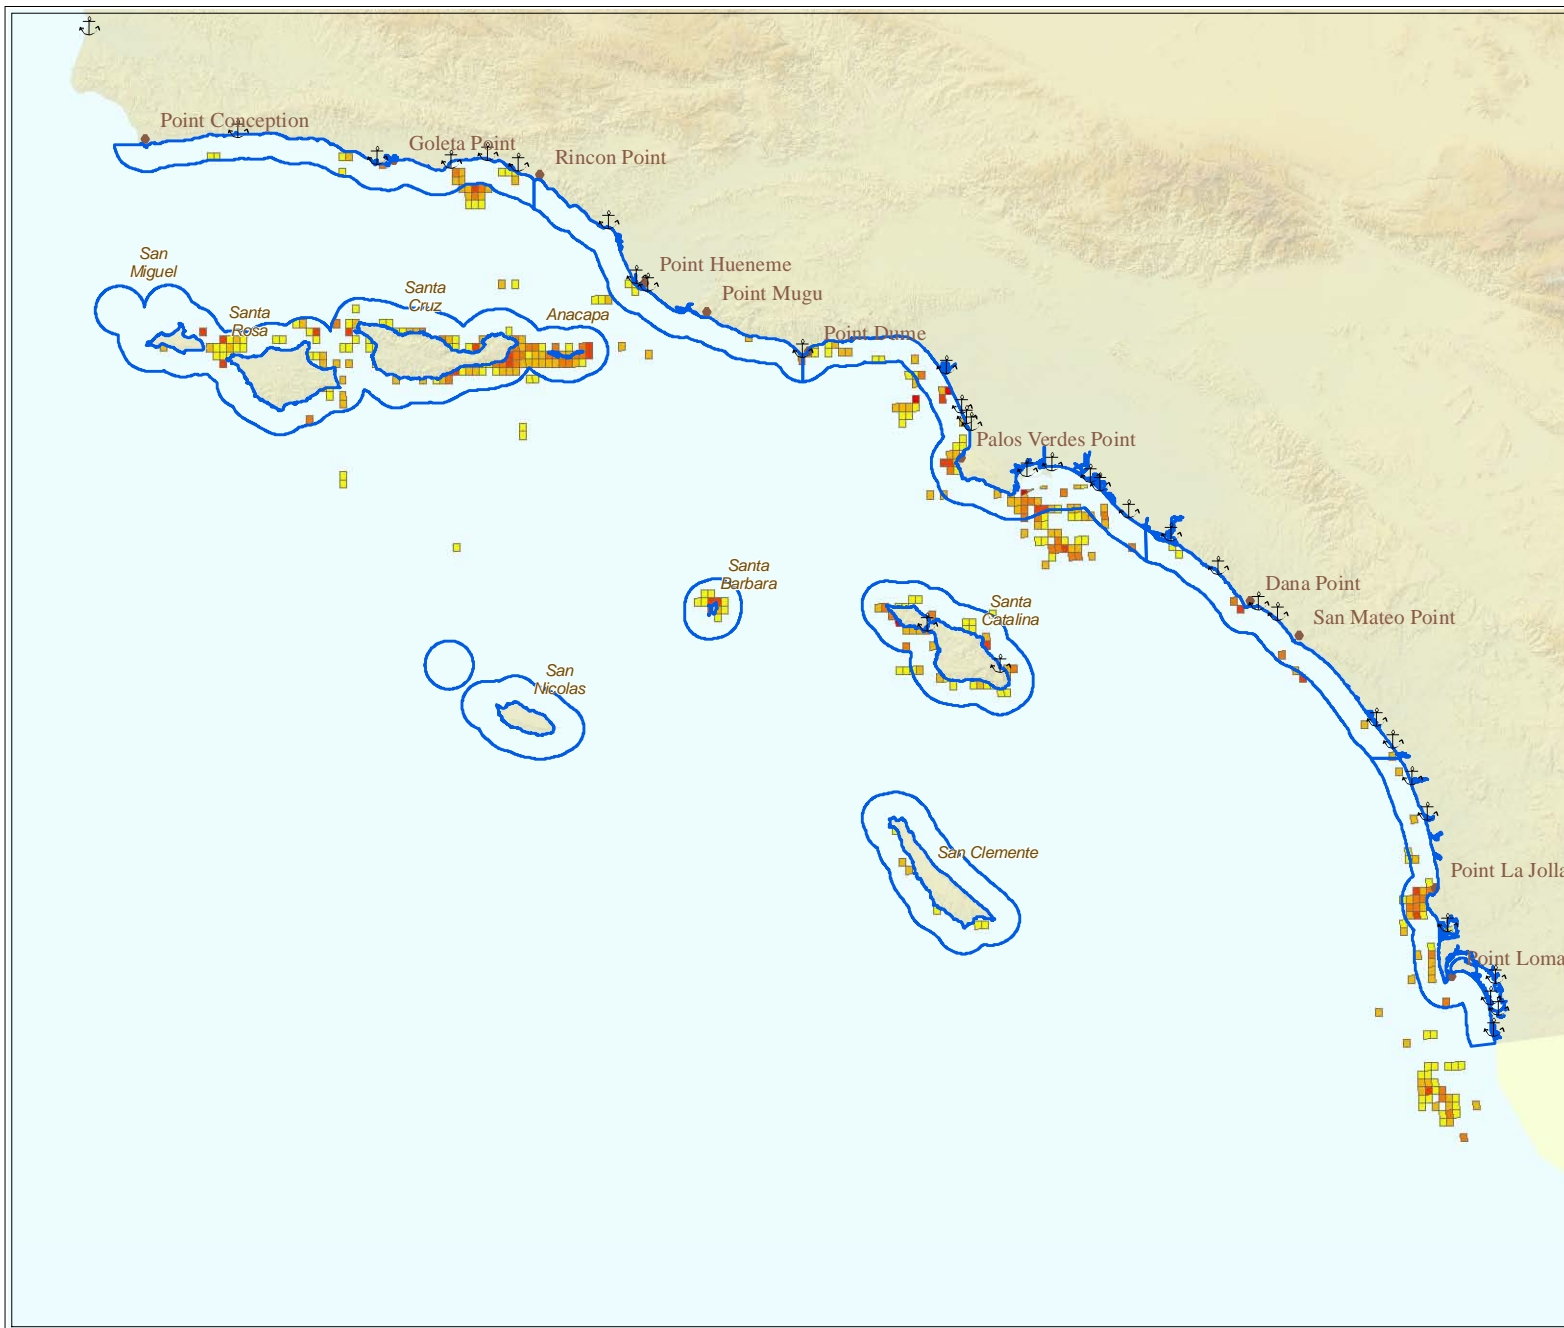 Point Conception
Goleta Point
Rincon Point
San
Miguel
Santa
Rosa
Santa
Cruz
Anacapa
Point Hueneme
Point Mugu
Point Dume
Palos Verdes Point
Santa
Barbara
San
Nicolas
Santa
Catalina
Dana Point
San Mateo Point
San Clemente
Point La Jolla
Point Loma